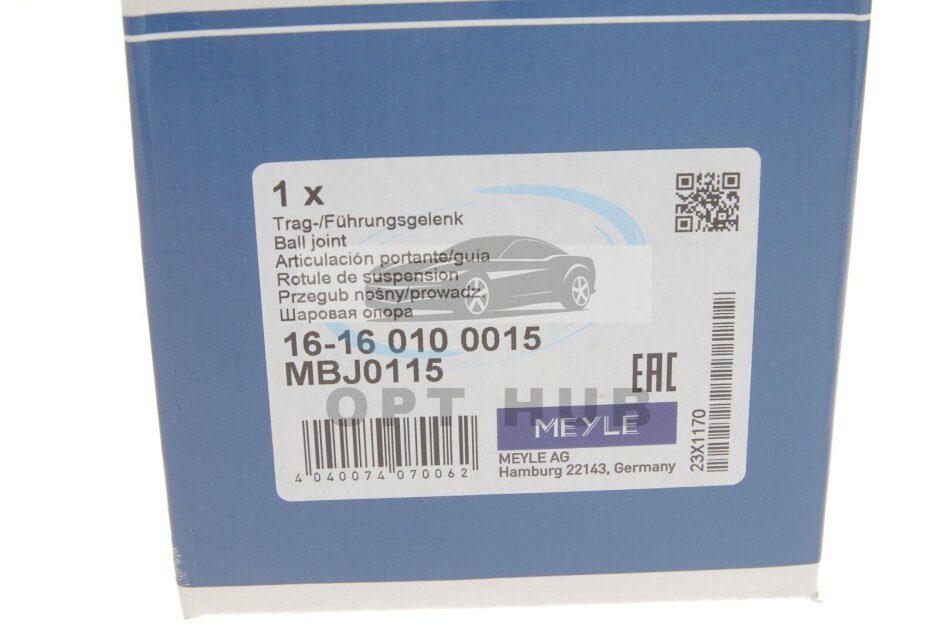 1 x
Trag-/Führungsgelenk
Ball joint
Articulación portante/guía
Rotule de suspension
Przegub nośny/prowadz.
Шаровая опора
16-16 010 0015
MBJ0115
EAC
OPT HUB
MEYLE
MEYLE AG
Hamburg 22143, Germany
4 040074 070062
23X1170